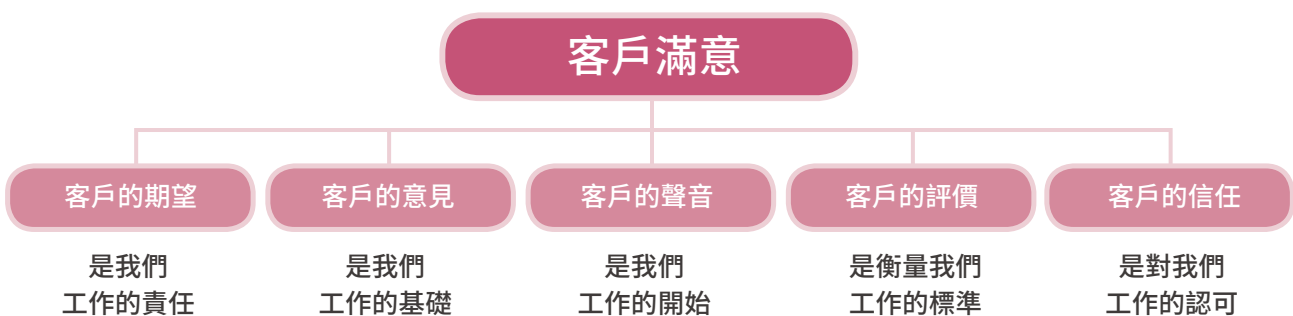 客戶滿意
客戶的期望
是我們
工作的責任
客戶的意見
是我們
工作的基礎
客戶的聲音
是我們
工作的開始
客戶的評價
是衡量我們
工作的標準
客戶的信任
是對我們
工作的認可